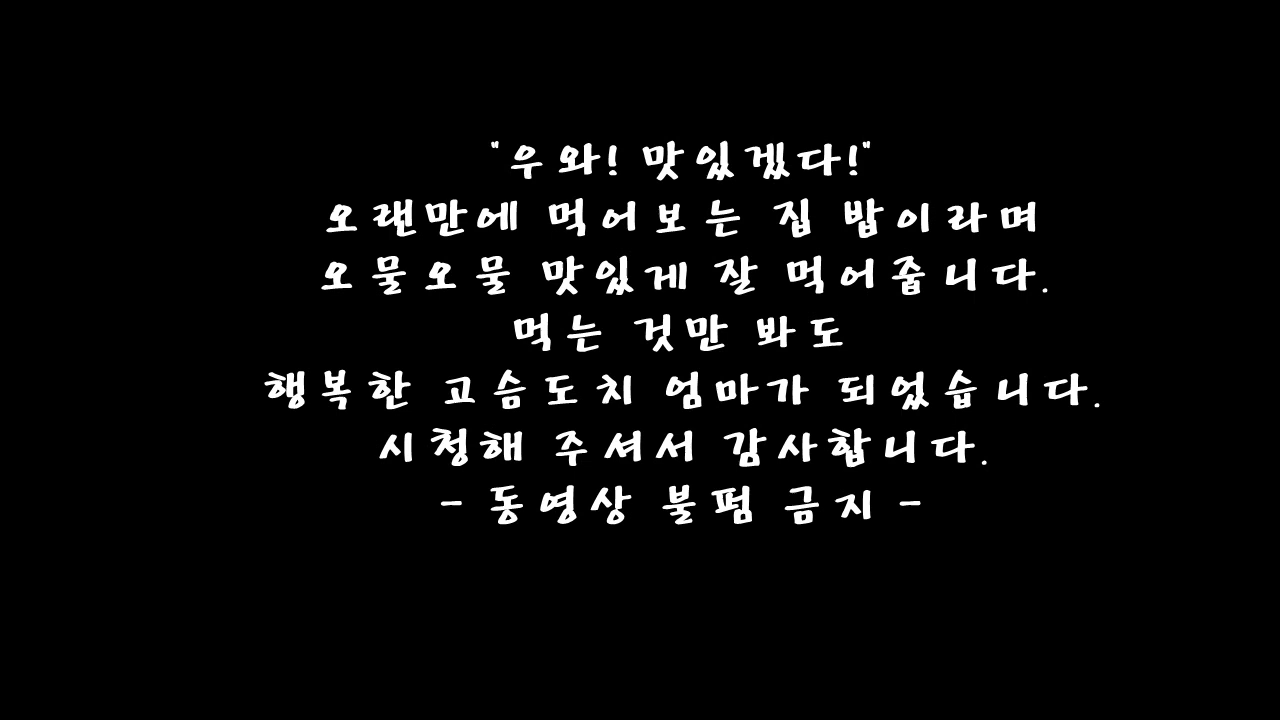 "우와! 맛있겠다!"
오랜만에 먹어보는 집 밥이라며
오물오물 맛있게 잘 먹어줍니다.
먹는 것만 봐도
행복한 고슴도치 엄마가 되었습니다.
시청해 주셔서 감사합니다.
- 동영상 불펌 금지 -